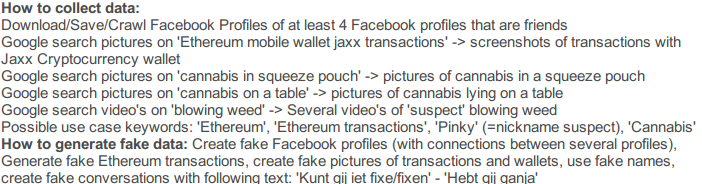 How to collect data:
Download/Save/Crawl Facebook Profiles of at least 4 Facebook profiles that are friends
Google search pictures on 'Ethereum mobile wallet jaxx transactions' -> screenshots of transactions with
Jaxx Cryptocurrency wallet
Google search pictures on 'cannabis in squeeze pouch' -> pictures of cannabis in a squeeze pouch
Google search pictures on 'cannabis on a table' -> pictures of cannabis lying on a table
Google search video's on 'blowing weed' -> Several video's of 'suspect' blowing weed
Possible use case keywords: 'Ethereum', 'Ethereum transactions', 'Pinky' (=nickname suspect), 'Cannabis'
How to generate fake data: Create fake Facebook profiles (with connections between several profiles),
Generate fake Ethereum transactions, create fake pictures of transactions and wallets, use fake names,
create fake conversations with following text: 'Kunt gij iet fixe/fixen' - 'Hebt gij ganja'